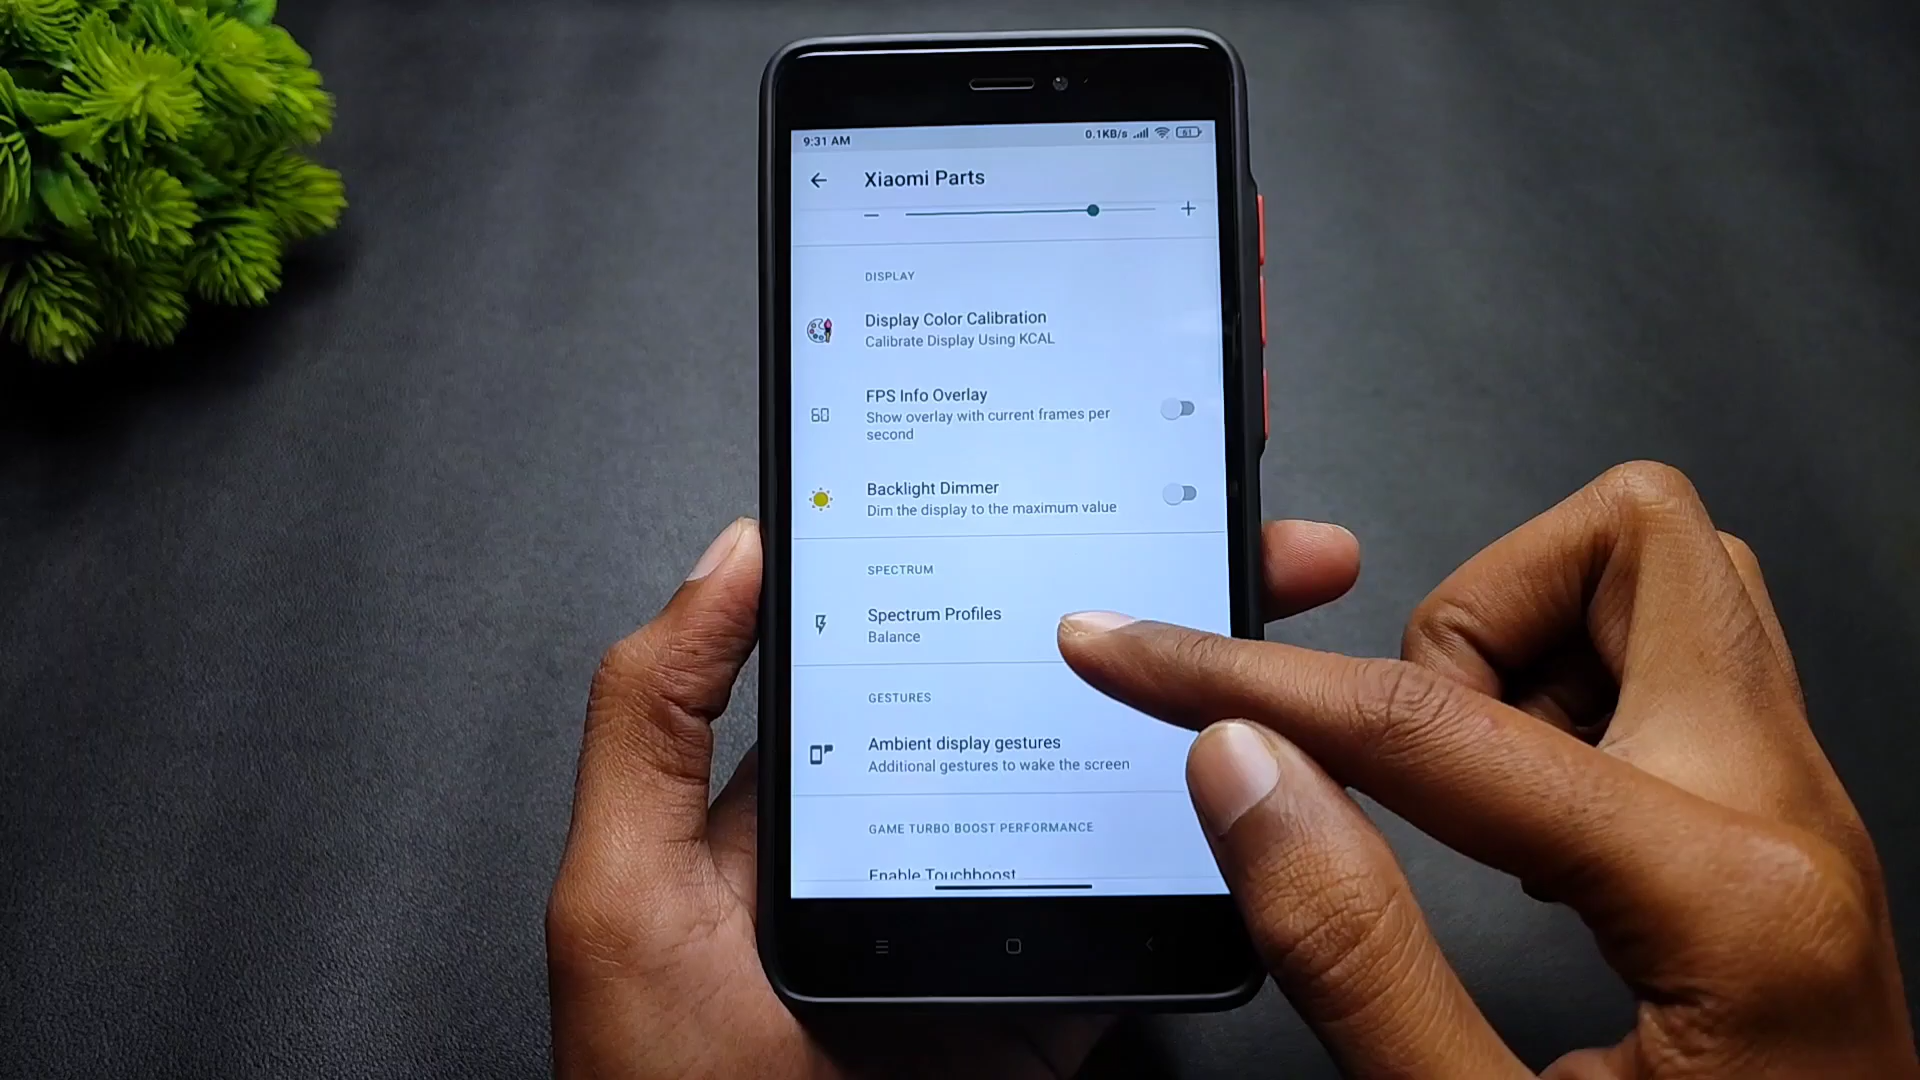 9:31 AM
0.1KB/s
61
Xiaomi Parts
DISPLAY
Display Color Calibration
Calibrate Display Using KCAL
60
FPS Info Overlay
Show overlay with current frames per
second
Backlight Dimmer
Dim the display to the maximum value
SPECTRUM
Spectrum Profiles
Balance
GESTURES
Ambient display gestures
Additional gestures to wake the screen
GAME TURBO BOOST PERFORMANCE
Enable Touchboost